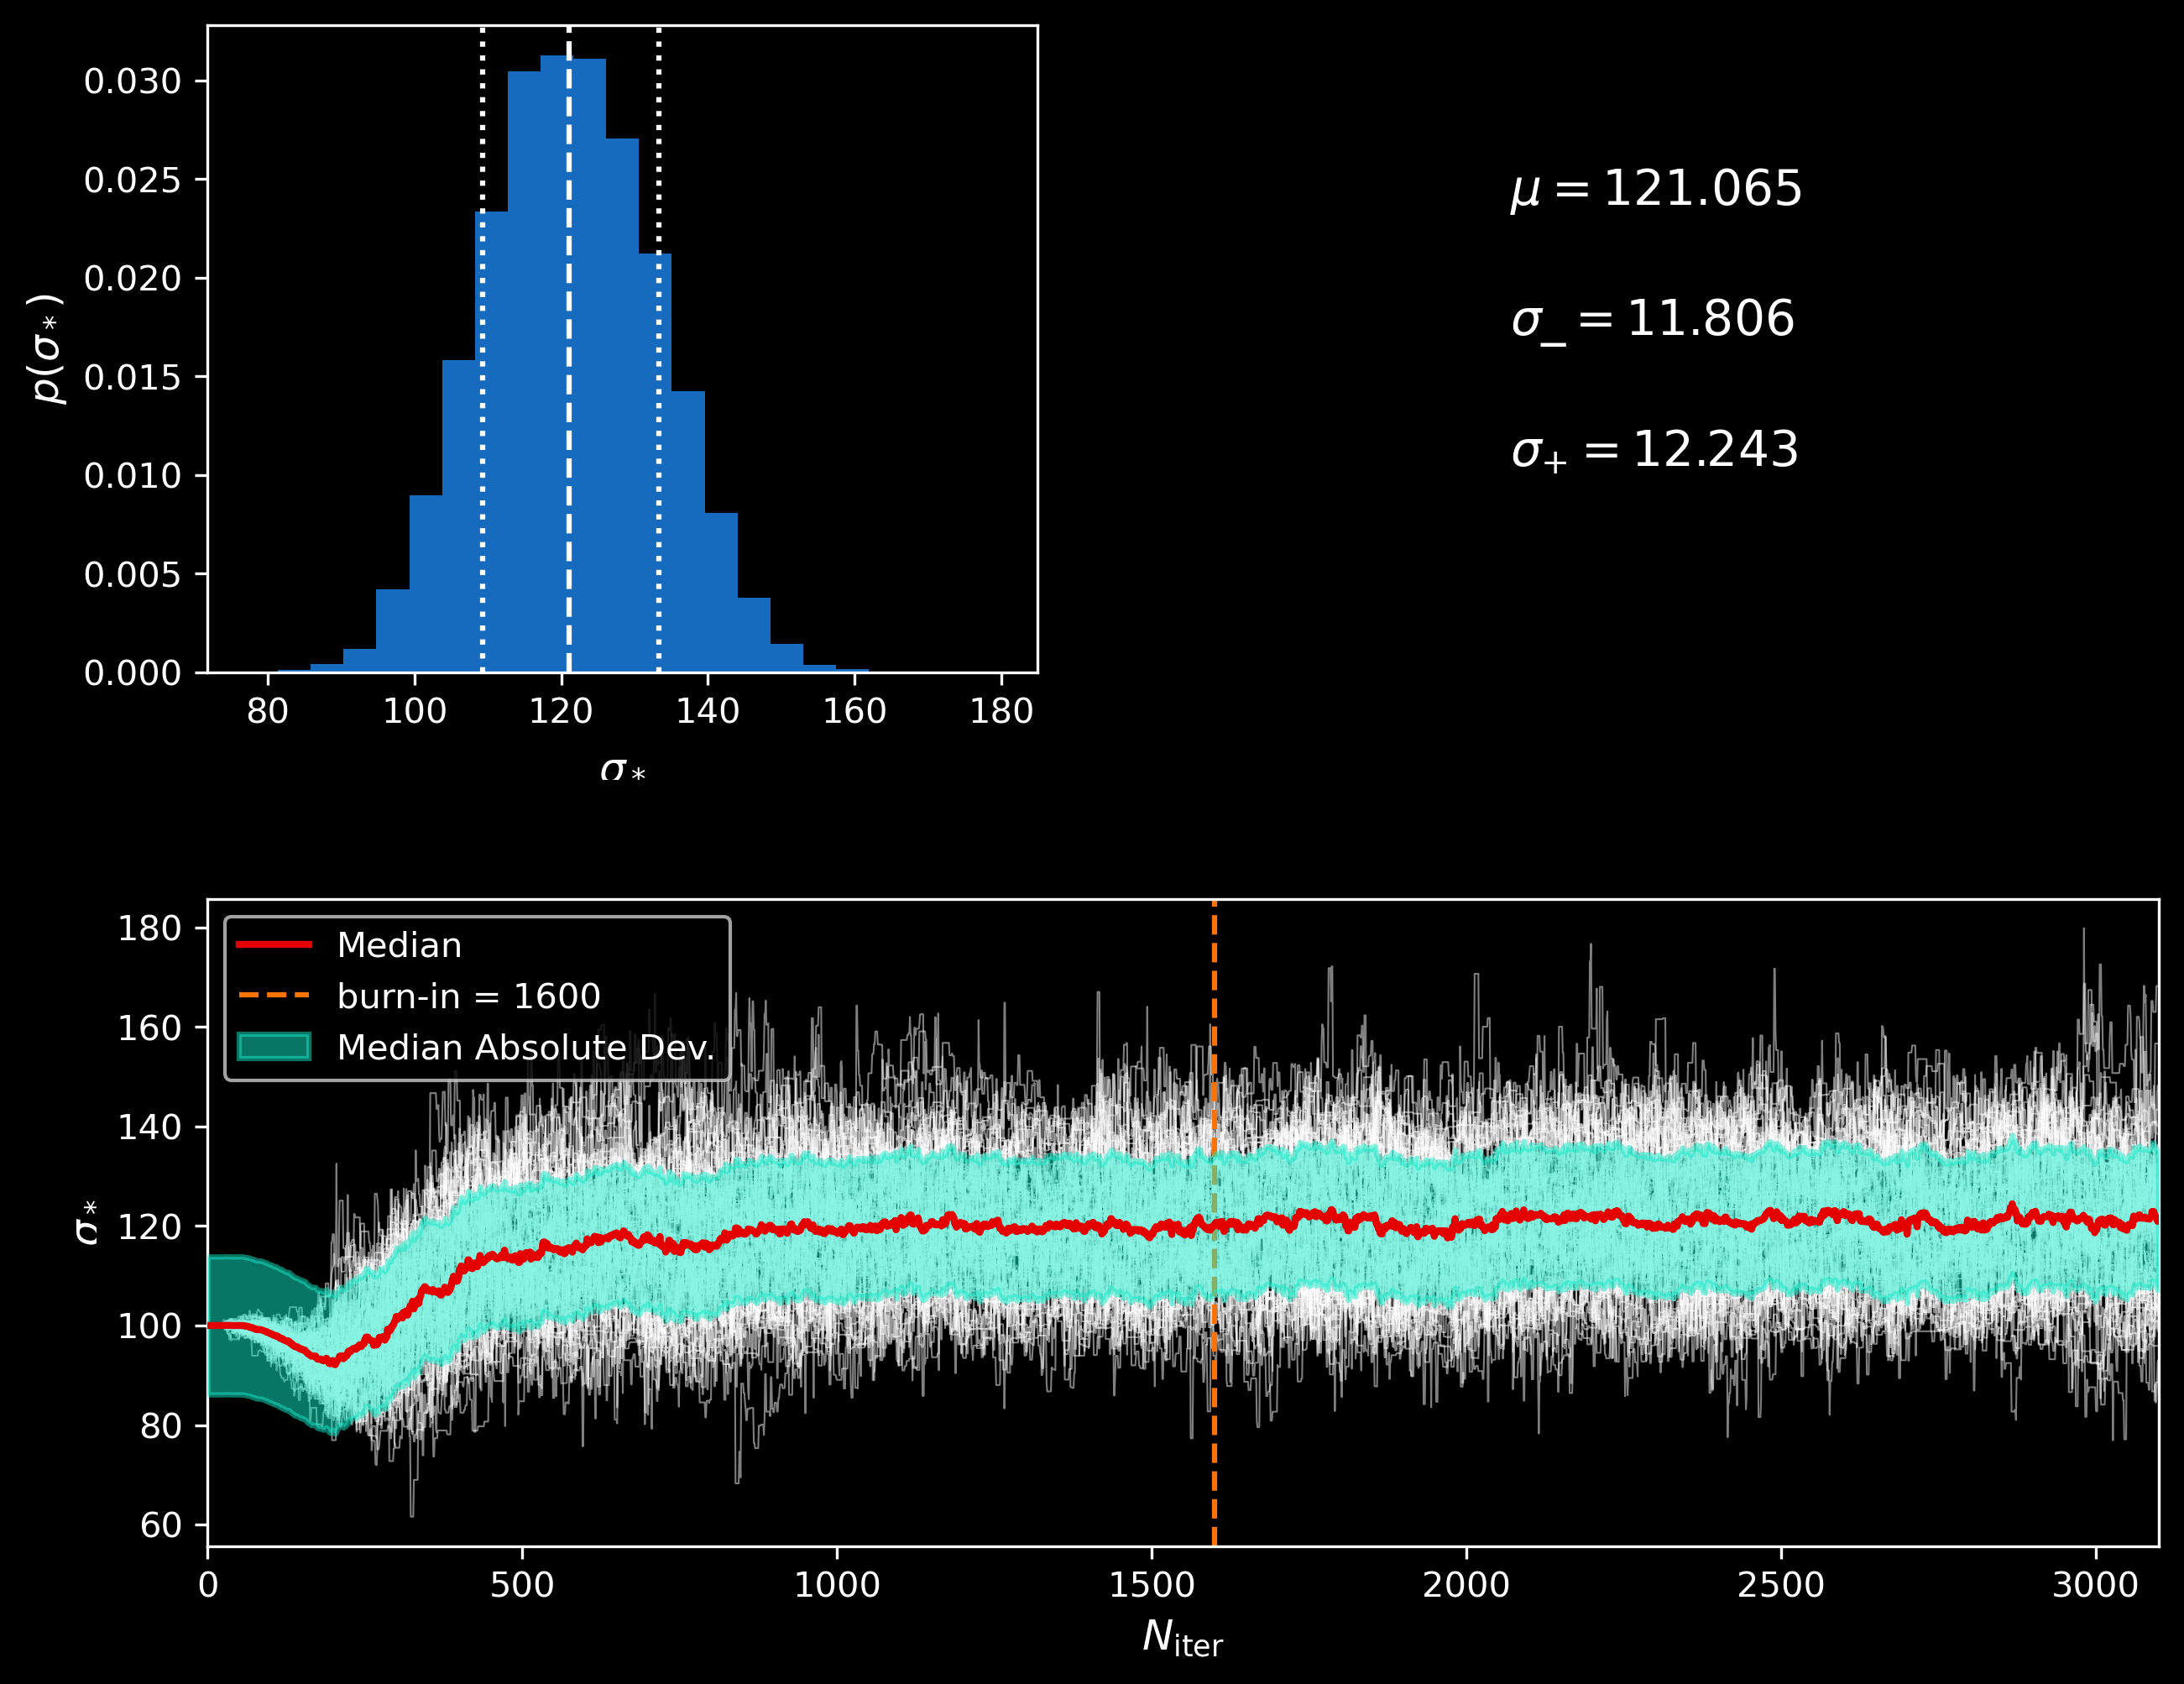 0.030
0.025
0.020
0.015
0.010
0.005
0.000
p(σ*)
80 100 120 140 160 180
σ*
μ = 121.065
σ_ = 11.806
σ+ = 12.243
180
160
140
120
100
80
60
σ*
Median
burn-in = 1600
Median Absolute Dev.
0 500 1000 1500 2000 2500 3000
Niter